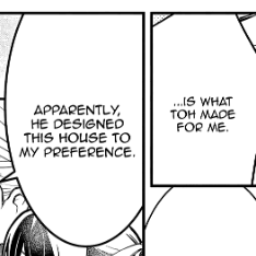 ...IS WHAT
TOH MADE
FOR ME.
APPARENTLY,
HE DESIGNED
THIS HOUSE TO
MY PREFERENCE.